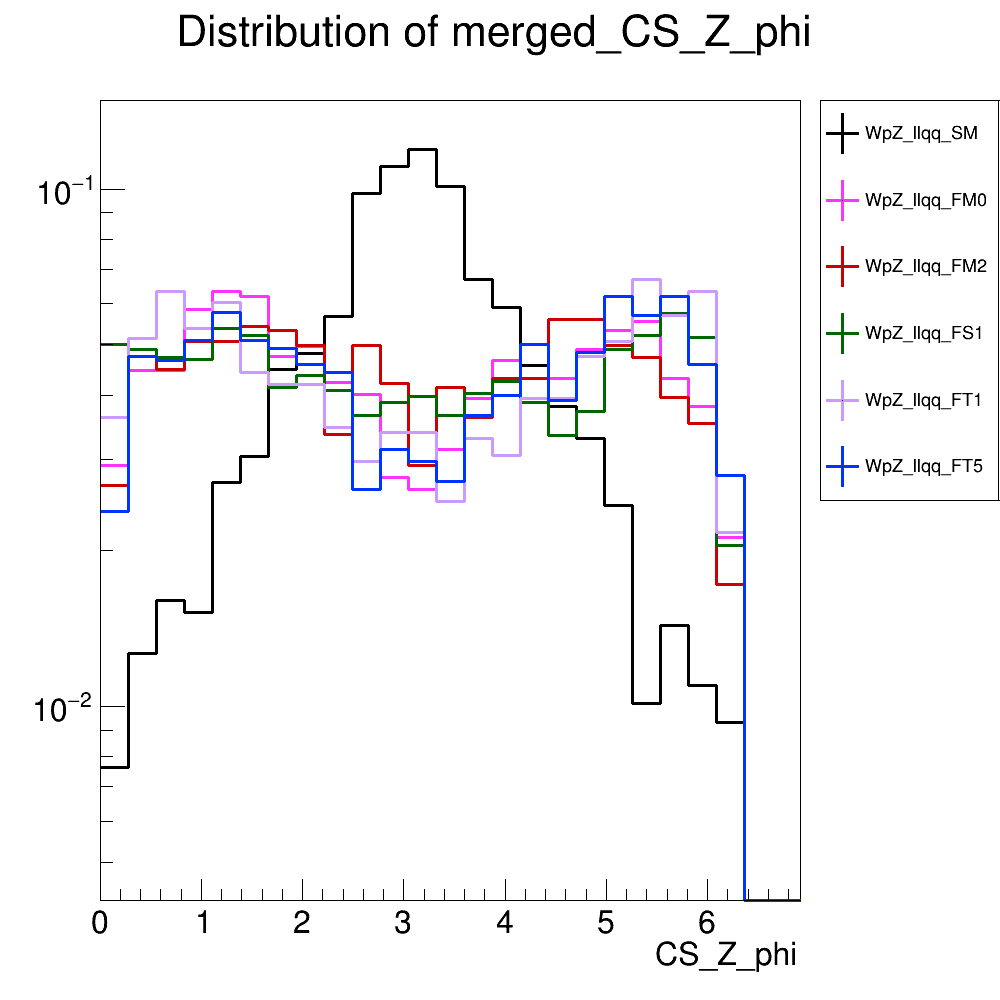 Distribution of merged_CS_Z_phi
10−1
10−2
0 1 2 3 4 5 6
CS_Z_phi
WpZ_llqq_SM
WpZ_llqq_FM0
WpZ_llqq_FM2
WpZ_llqq_FS1
WpZ_llqq_FT1
WpZ_llqq_FT5